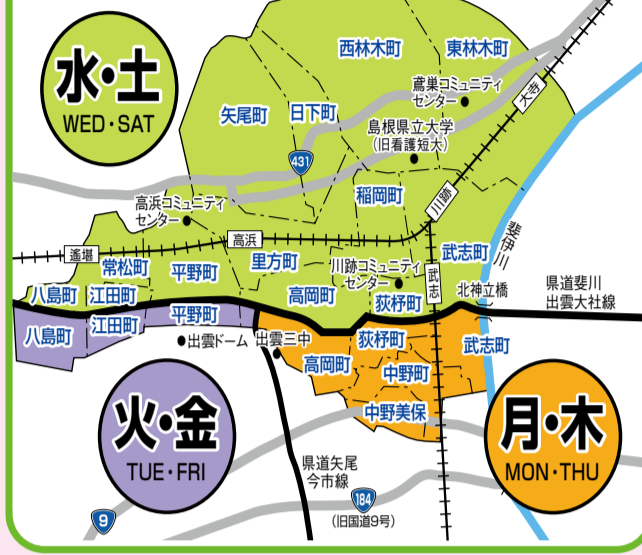 水・土
WED・SAT
西林木町
東林木町
鳶巣コミュニティ
センター
大寺
矢尾町
日下町
島根県立大学
(旧看護短大)
431
稲岡町
川跡
高浜コミュニティ
センター
斐伊川
遙堪
高浜
武志町
常松町
平野町
里方町
川跡コミュニティ
センター
武志
北神立橋
県道斐川
出雲大社線
八島町
江田町
高岡町
荻杼町
八島町
江田町
平野町
出雲ドーム
出雲三中
荻杼町
武志町
高岡町
中野町
中野美保
火・金
TUE・FRI
月・木
MON・THU
県道矢尾
今市線
184
(旧国道9号)
9